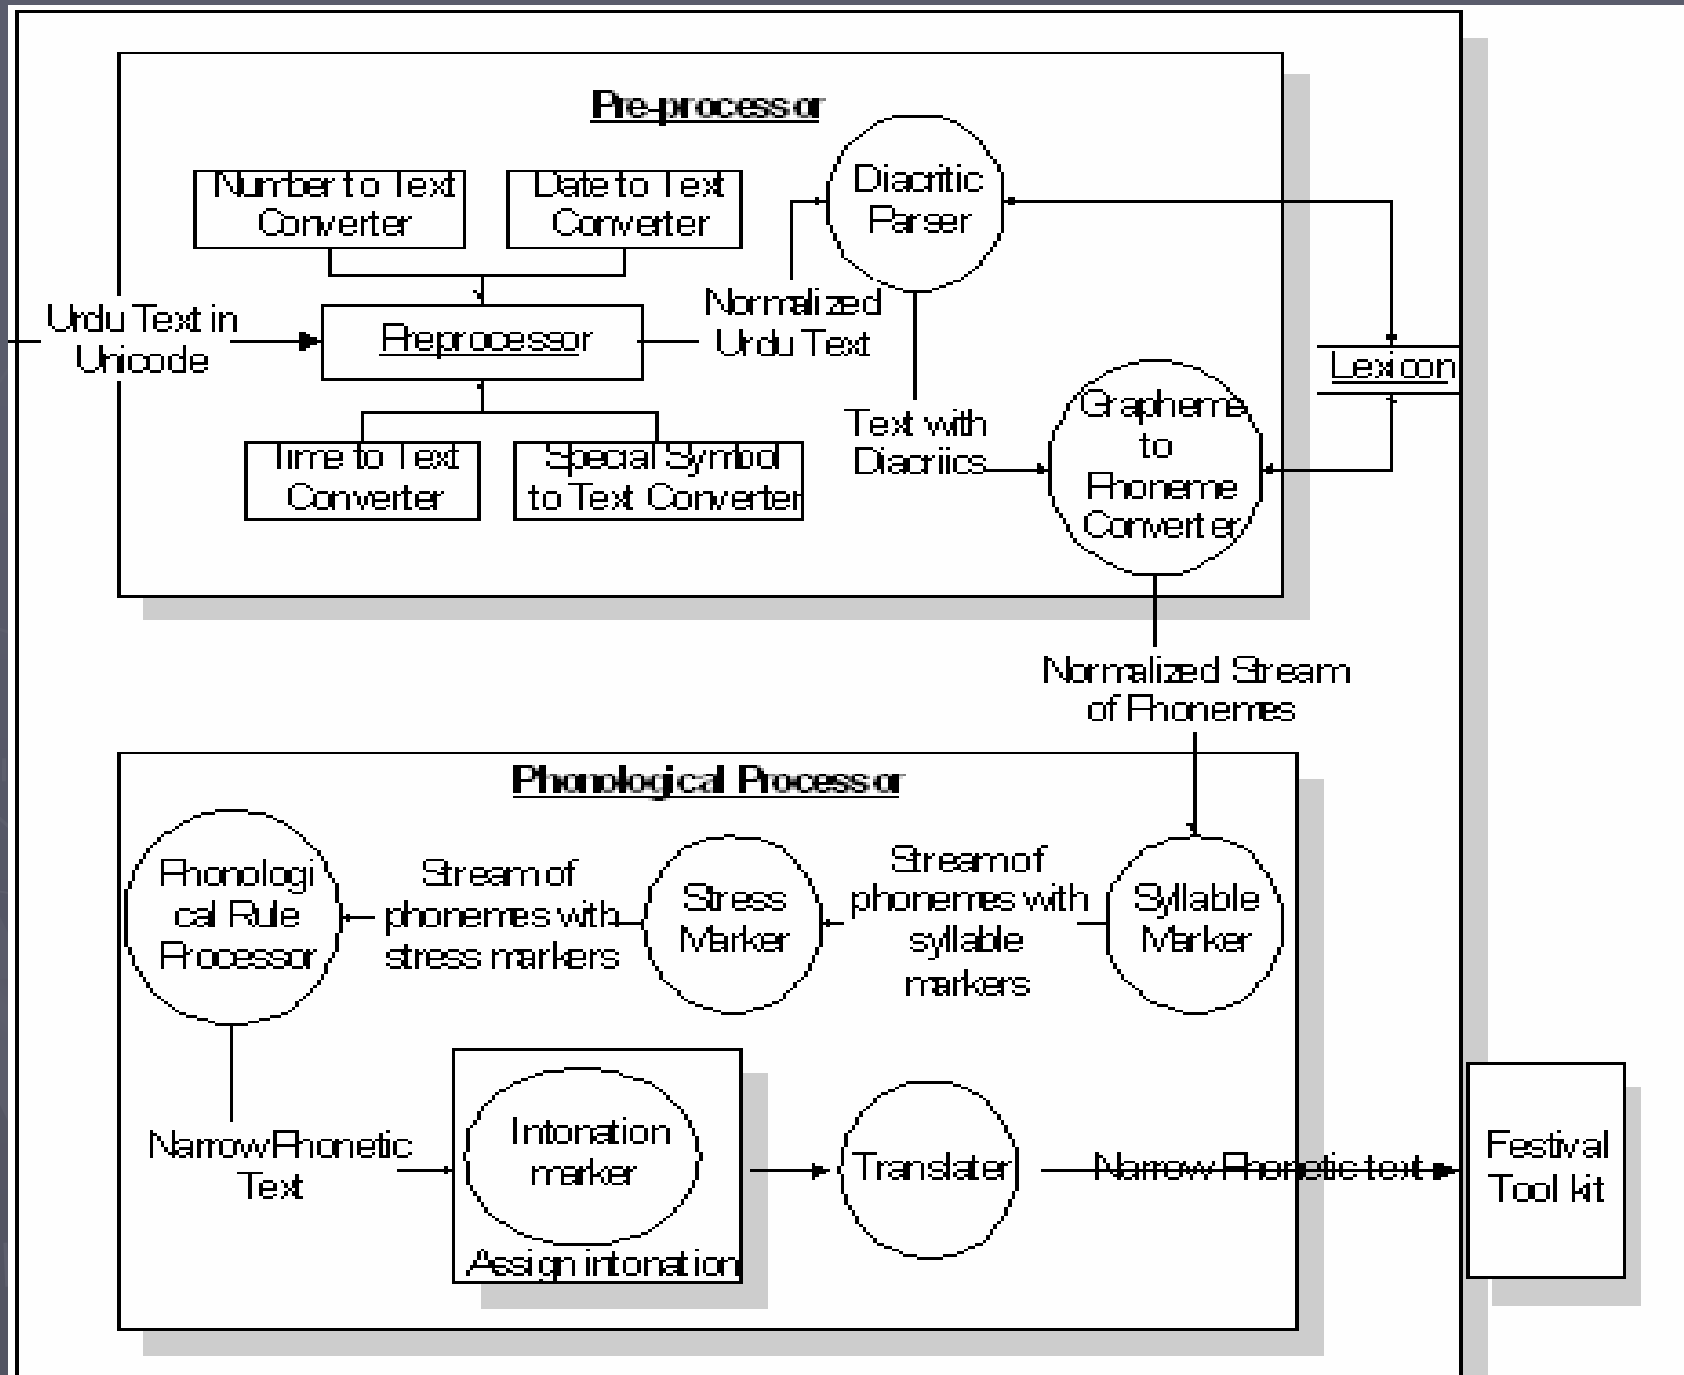 Pre-processor
Number to Text
Converter
Date to Text
Converter
Diacritic
Parser
Urdu Text in
Unicode
Preprocessor
Normalized
Urdu Text
Lexicon
Time to Text
Converter
Special Symbol
to Text Converter
Text with
Diacriics
Grapheme
to
Phoneme
Converter
Normalized Stream
of Phonemes
Phonological Processor
Phonologi
cal Rule
Processor
Stream of
phonemes with
stress markers
Stress
Marker
Stream of
phonemes with
syllable
markers
Syllable
Marker
Narrow Phonetic
Text
Intonation
marker
Assign intonation
Translater
Narrow Phonetic text
Festival
Tool kit